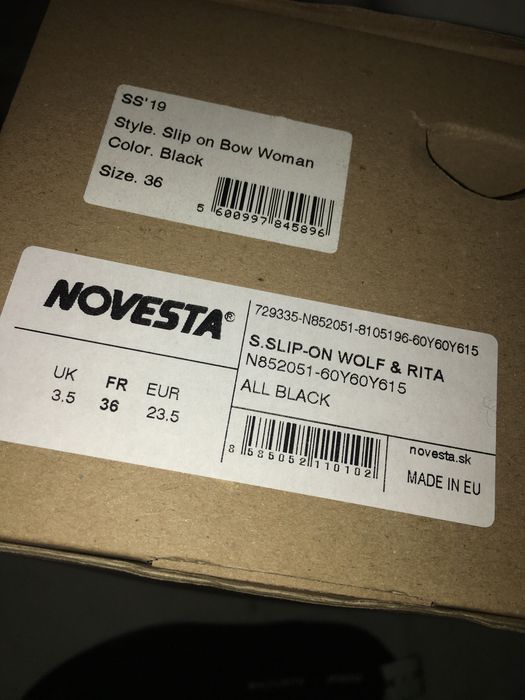 SS'19
Style. Slip on Bow Woman
Color. Black
Size. 36
5 600997 845896
NOVESTA®
729335-N852051-8105196-60Y60Y615
S.SLIP-ON WOLF & RITA
N852051-60Y60Y615
ALL BLACK
UK FR EUR
3.5 36 23.5
8 585052 110102
novesta.sk
MADE IN EU